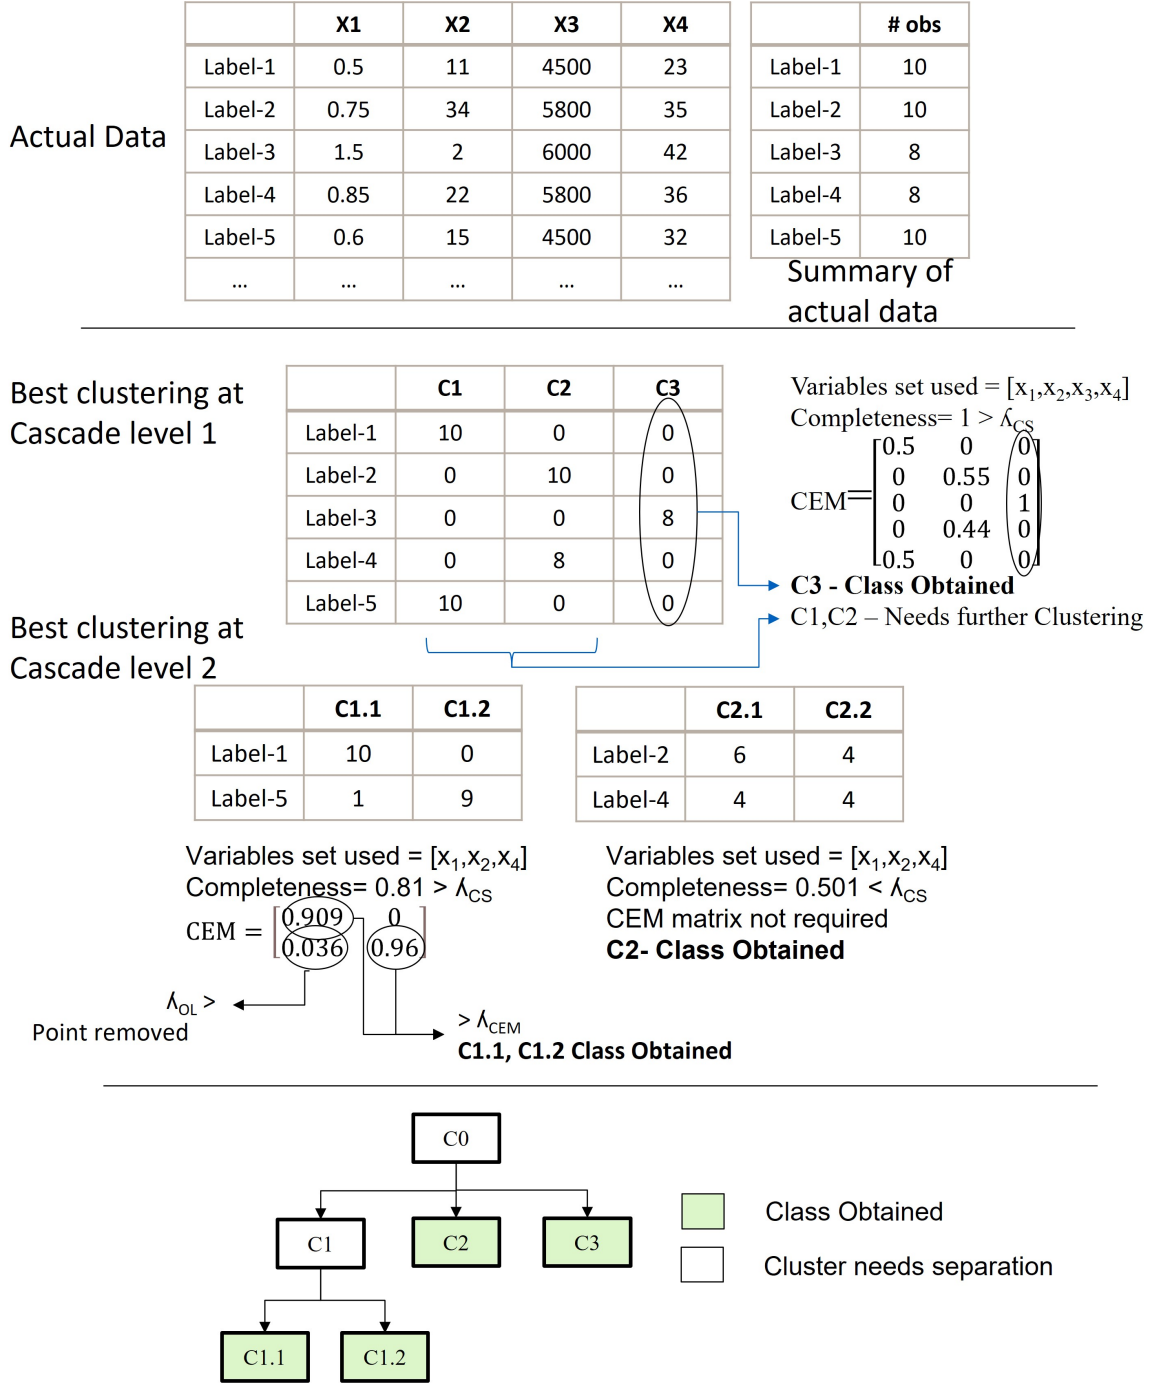 X1 X2 X3 X4
Label-1 0.5 11 4500 23
Label-2 0.75 34 5800 35
Label-3 1.5 2 6000 42
Label-4 0.85 22 5800 36
Label-5 0.6 15 4500 32
... ... ... ... ...
# obs
Label-1 10
Label-2 10
Label-3 8
Label-4 8
Label-5 10
Actual Data
Summary of
actual data
Best clustering at
Cascade level 1
C1 C2 C3
Label-1 10 0 0
Label-2 0 10 0
Label-3 0 0 8
Label-4 0 8 0
Label-5 10 0 0
Variables set used = [x1,x2,x3,x4]
Completeness= 1 > ʎCS
CEM=
0.5 0 0
0 0.55 0
0 0 1
0 0.44 0
0.5 0 0
C3 - Class Obtained
C1,C2 – Needs further Clustering
Best clustering at
Cascade level 2
C1.1 C1.2
Label-1 10 0
Label-5 1 9
C2.1 C2.2
Label-2 6 4
Label-4 4 4
Variables set used = [x1,x2,x4]
Completeness= 0.81 > ʎCS
CEM = [0.909 0
0.036 0.96]
ʎOL >
Point removed
> ʎCEM
C1.1, C1.2 Class Obtained
Variables set used = [x1,x2,x4]
Completeness= 0.501 < ʎCS
CEM matrix not required
C2- Class Obtained
C0
C1 C2 C3
C1.1 C1.2
Class Obtained
Cluster needs separation